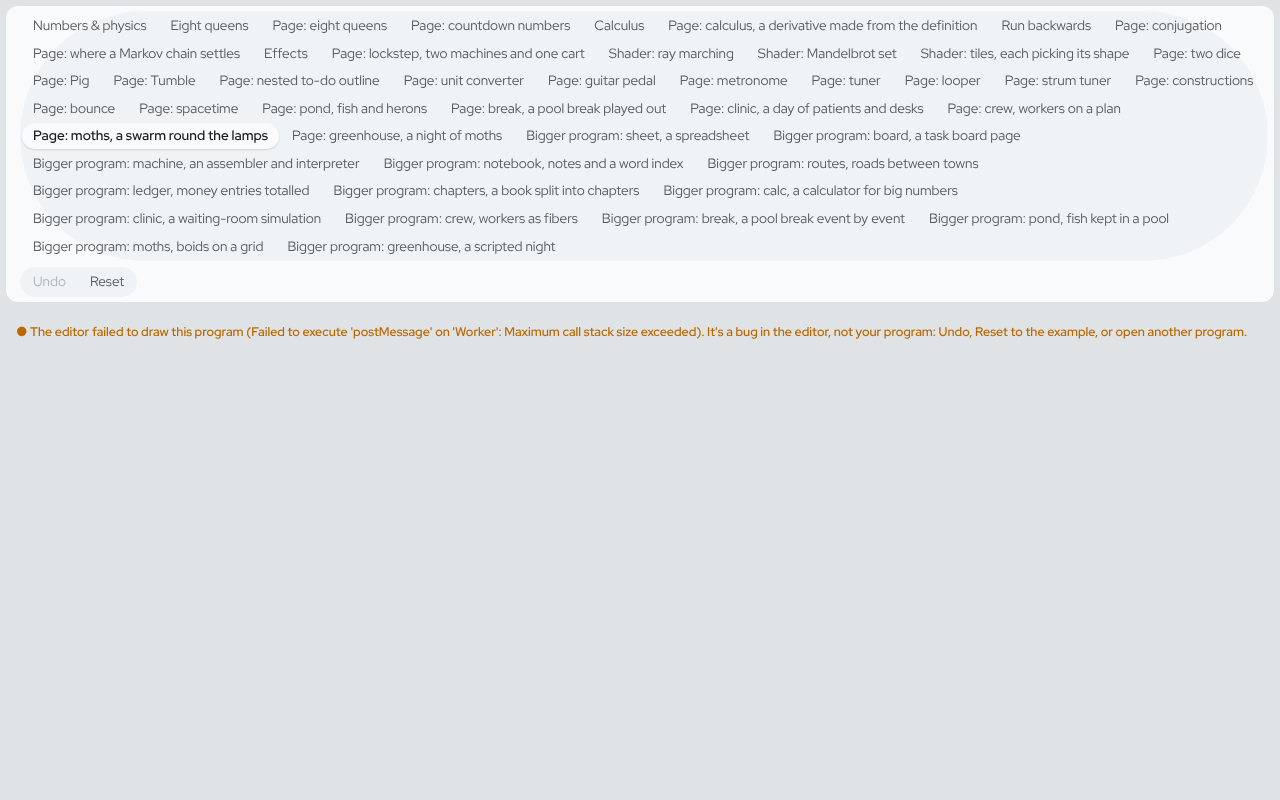 Numbers & physics Eight queens Page: eight queens Page: countdown numbers Calculus Page: calculus, a derivative made from the definition Run backwards Page: conjugation
Page: where a Markov chain settles Effects Page: lockstep, two machines and one cart Shader: ray marching Shader: Mandelbrot set Shader: tiles, each picking its shape Page: two dice
Page: Pig Page: Tumble Page: nested to-do outline Page: unit converter Page: guitar pedal Page: metronome Page: tuner Page: looper Page: strum tuner Page: constructions
Page: bounce Page: spacetime Page: pond, fish and herons Page: break, a pool break played out Page: clinic, a day of patients and desks Page: crew, workers on a plan
Page: moths, a swarm round the lamps Page: greenhouse, a night of moths Bigger program: sheet, a spreadsheet Bigger program: board, a task board page
Bigger program: machine, an assembler and interpreter Bigger program: notebook, notes and a word index Bigger program: routes, roads between towns
Bigger program: ledger, money entries totalled Bigger program: chapters, a book split into chapters Bigger program: calc, a calculator for big numbers
Bigger program: clinic, a waiting-room simulation Bigger program: crew, workers as fibers Bigger program: break, a pool break event by event Bigger program: pond, fish kept in a pool
Bigger program: moths, boids on a grid Bigger program: greenhouse, a scripted night
Undo Reset
The editor failed to draw this program (Failed to execute 'postMessage' on 'Worker': Maximum call stack size exceeded). It's a bug in the editor, not your program: Undo, Reset to the example, or open another program.